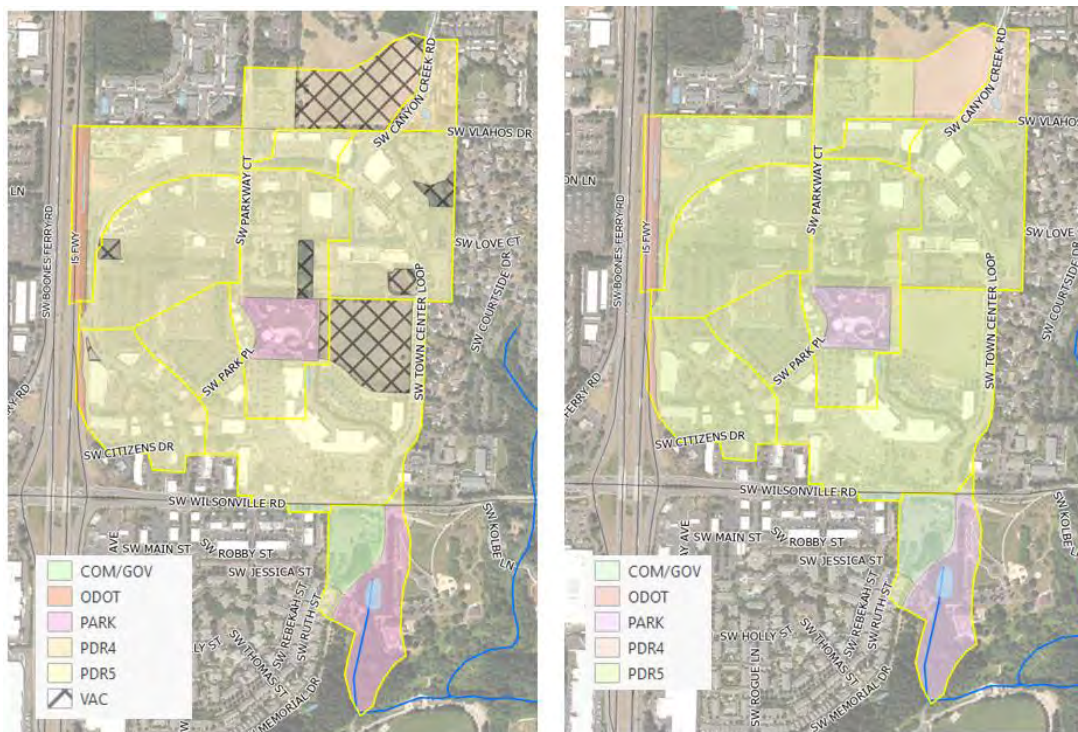 SW CANYON CREEK RD
SW VLAHOS DR
SW PARKWAY CT
LN
SW BOONES FERRY RD
I5 FWY
SW LOVE CT
SW TOWN CENTER LOOP
SW COURTSIDE DR
SW PARK PL
SW CITIZENS DR
SW WILSONVILLE RD
SW MAIN ST
AVE
SW
ROBBY ST
SW JESSICA ST
SW REBEKAH ST
SW RUTH ST
SW KOLBE LN
SW THOMAS ST
SW MEMORIAL DR
LY ST
COM/GOV
ODOT
PARK
PDR4
PDR5
VAC
SW CANYON CREEK RD
SW VLAHOS
SW PARKWAY CT
ON LN
SW BOONES FERRY RD
I5 FWY
SW LOVE
SW TOWN CENTER LOOP
SW COURTSIDE DR
SW PARK PL
FERRY RD
SW CITIZENS DR
SW WILSONVILLE RD
SW MAIN ST
AY AVE
SW
ROBBY ST
SW JESSICA ST
SW REBEKAH ST
SW RUTH ST
SW KOLBE
SW HOLLY ST
SW THOMAS ST
SW ROGUE LN
SW MEMORIAL DR
COM/GOV
ODOT
PARK
PDR4
PDR5